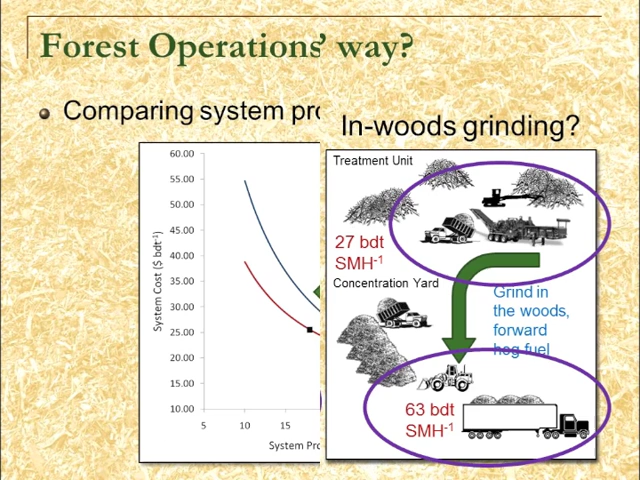 Forest Operations' way?
Comparing system pro
In-woods grinding?
System Cost ($ bdt-1)
60.00
55.00
50.00
45.00
40.00
35.00
30.00
25.00
20.00
15.00
10.00
5
10
15
System Pro
Treatment Unit
27 bdt
SMH-1
Concentration Yard
Grind in
the woods,
forward
hog fuel
63 bdt
SMH-1